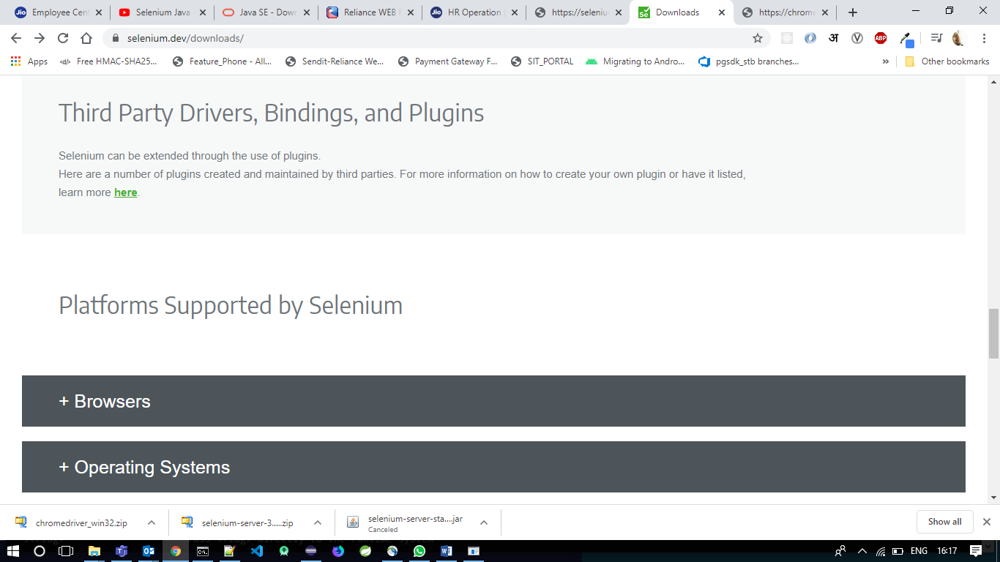 Employee Cent
Selenium Java
Java SE - Down
Reliance WEB
HR Operation
https://seleniu
Downloads
https://chrome
selenium.dev/downloads/
ABP
Apps
</> Free HMAC-SHA25...
Feature_Phone - All...
Sendit-Reliance We...
Payment Gateway F...
SIT_PORTAL
Migrating to Andro...
pgsdk_stb branches...
»
Other bookmarks
Third Party Drivers, Bindings, and Plugins
Selenium can be extended through the use of plugins.
Here are a number of plugins created and maintained by third parties. For more information on how to create your own plugin or have it listed,
learn more here.
Platforms Supported by Selenium
+ Browsers
+ Operating Systems
chromedriver_win32.zip
selenium-server-3.....zip
selenium-server-sta....jar
Canceled
Show all
ENG
16:17